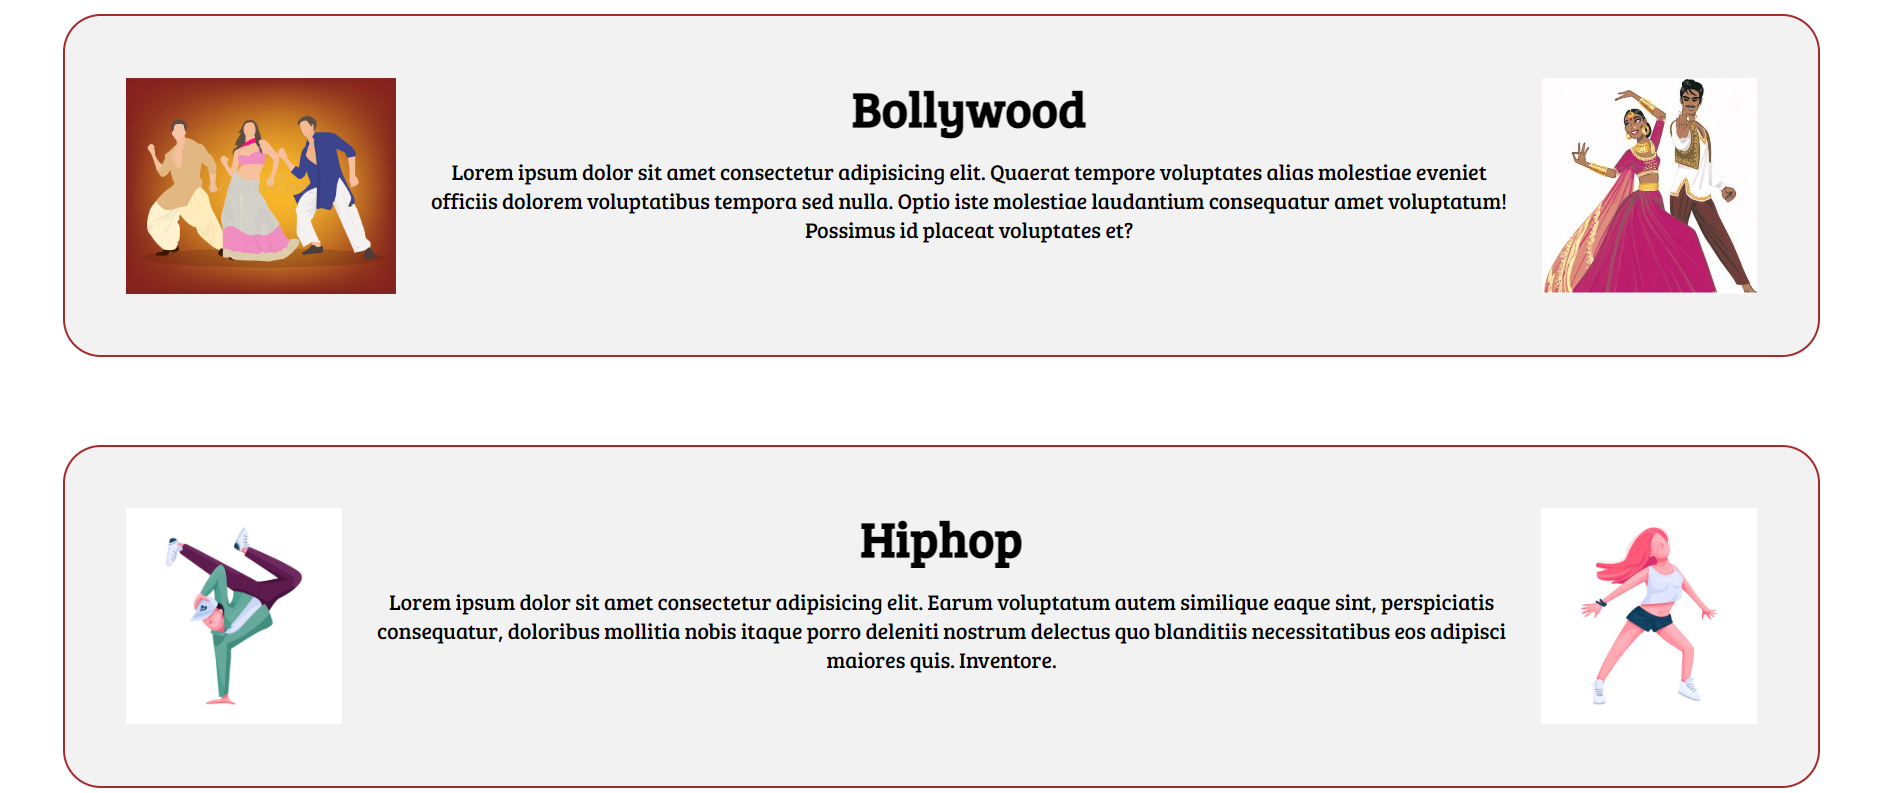 Bollywood
Lorem ipsum dolor sit amet consectetur adipisicing elit. Quaerat tempore voluptates alias molestiae eveniet
officiis dolorem voluptatibus tempora sed nulla. Optio iste molestiae laudantium consequatur amet voluptatum!
Possimus id placeat voluptates et?
Hiphop
Lorem ipsum dolor sit amet consectetur adipisicing elit. Earum voluptatum autem similique eaque sint, perspiciatis
consequatur, doloribus mollitia nobis itaque porro deleniti nostrum delectus quo blanditiis necessitatibus eos adipisci
maiores quis. Inventore.